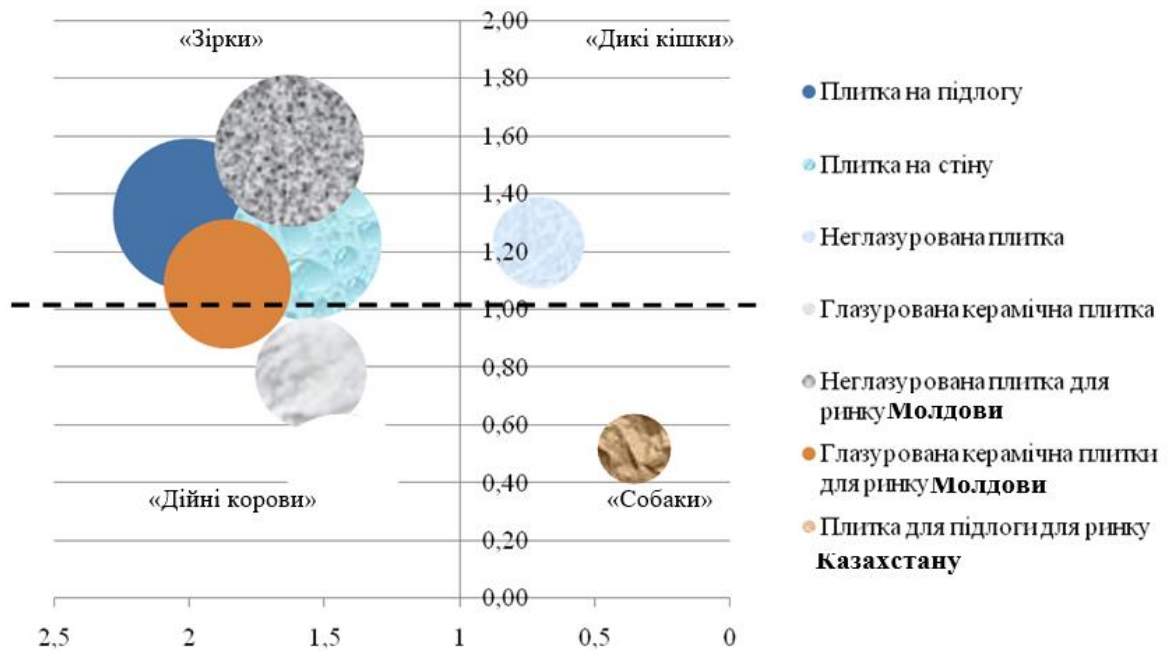 2,00
«Зірки»
«Дикі кішки»
1,80
1,60
1,40
1,20
1,00
0,80
0,60
0,40
«Дійні корови»
«Собаки»
0,20
0,00
2,5
2
1,5
1
0,5
0
Плитка на підлогу
Плитка на стіну
Неглазурована плитка
Глазурована керамічна плитка
Неглазурована плитка для
ринку Молдови
Глазурована керамічна плитки
для ринку Молдови
Плитка для підлоги для ринку
Казахстану